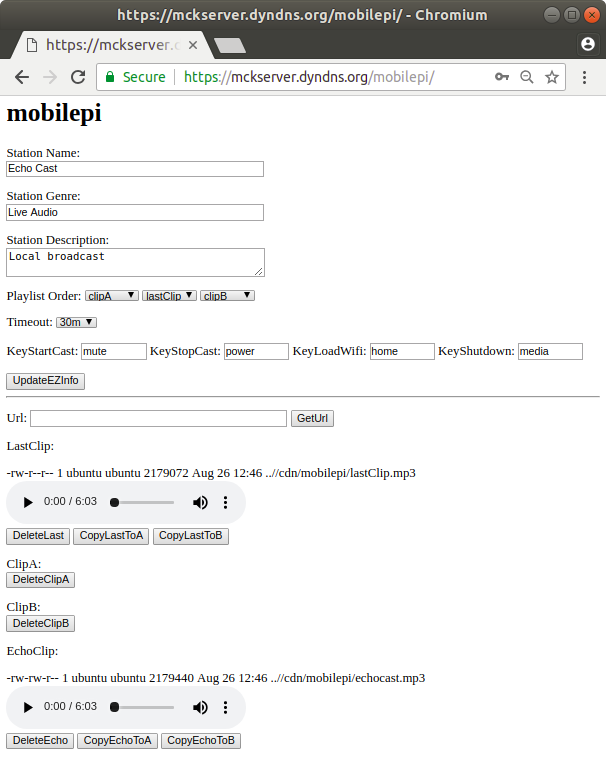 https://mckserver.dyndns.org/mobilepi/ - Chromium
https://mckserver.d
Secure https://mckserver.dyndns.org/mobilepi/
mobilepi
Station Name:
Echo Cast
Station Genre:
Live Audio
Station Description:
Local broadcast
Playlist Order: clipA lastClip clipB
Timeout: 30m
KeyStartCast: mute KeyStopCast: power KeyLoadWifi: home KeyShutdown: media
UpdateEZInfo
Url: GetUrl
LastClip:
-rw-r--r-- 1 ubuntu ubuntu 2179072 Aug 26 12:46 ..//cdn/mobilepi/lastClip.mp3
0:00 / 6:03
DeleteLast CopyLastToA CopyLastToB
ClipA:
DeleteClipA
ClipB:
DeleteClipB
EchoClip:
-rw-rw-r-- 1 ubuntu ubuntu 2179440 Aug 26 12:46 ..//cdn/mobilepi/echocast.mp3
0:00 / 6:03
DeleteEcho CopyEchoToA CopyEchoToB